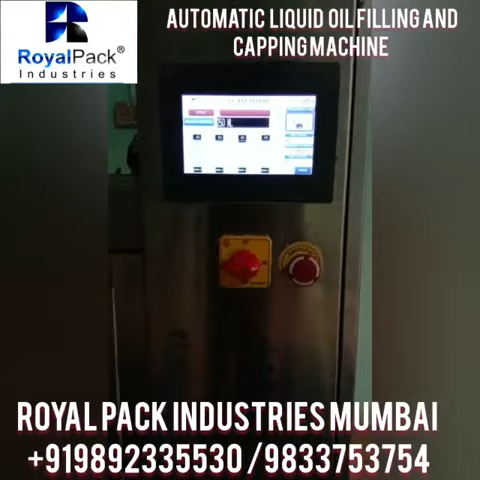 RoyalPack®
Industries
AUTOMATIC LIQUID OIL FILLING AND
CAPPING MACHINE
ROYAL PACK INDUSTRIES MUMBAI
+919892335530 / 9833753754